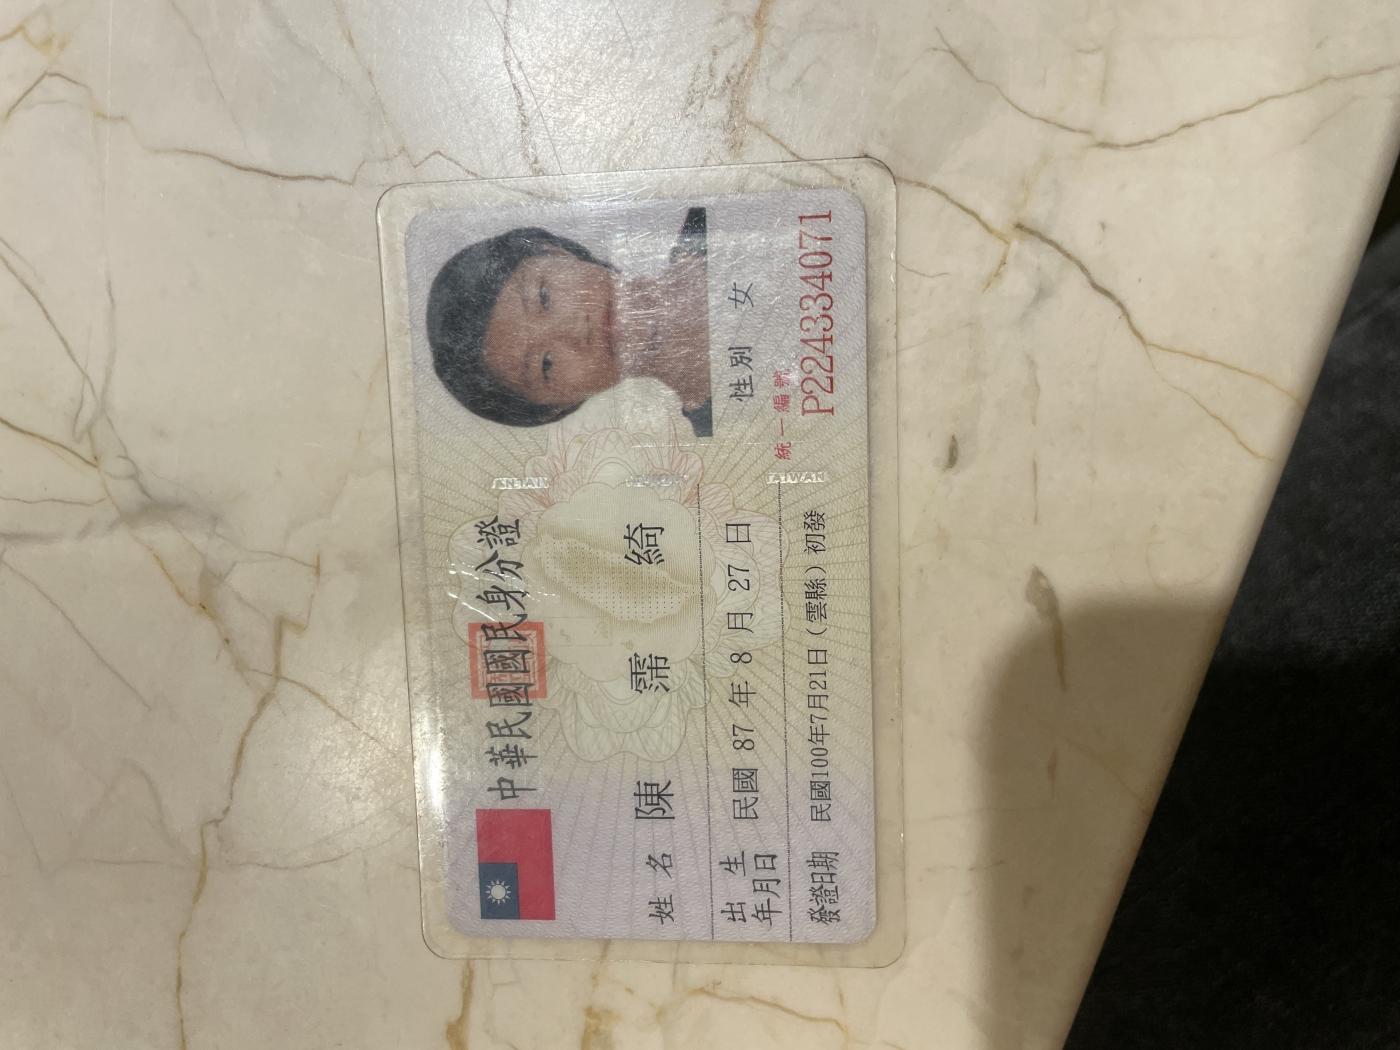 中華民國國民身分證
姓名 陳霈綺
出生年月日 民國 87 年 8 月 27 日
性別 女
發證日期 民國100年7月21日（雲縣）初發
統一編號
P224334071
TAIWAN